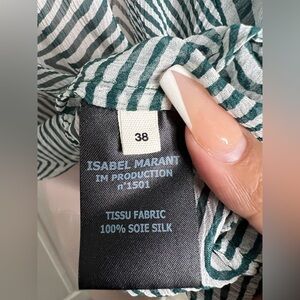 38
ISABEL MARANT
IM PRODUCTION
n°1501
TISSU FABRIC
100% SOIE SILK